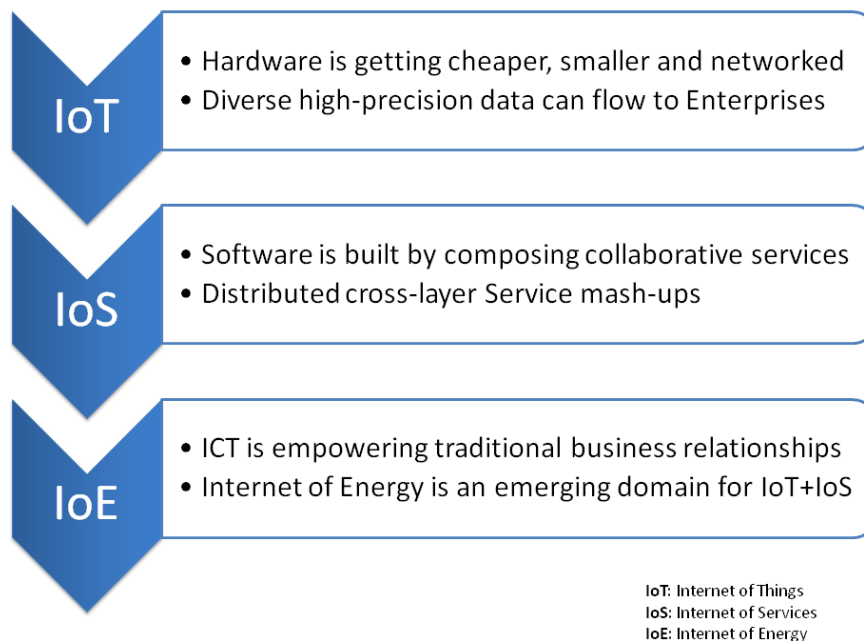 IoT
• Hardware is getting cheaper, smaller and networked
• Diverse high-precision data can flow to Enterprises
IoS
• Software is built by composing collaborative services
• Distributed cross-layer Service mash-ups
IoE
• ICT is empowering traditional business relationships
• Internet of Energy is an emerging domain for IoT+IoS
IoT: Internet of Things
IoS: Internet of Services
IoE: Internet of Energy